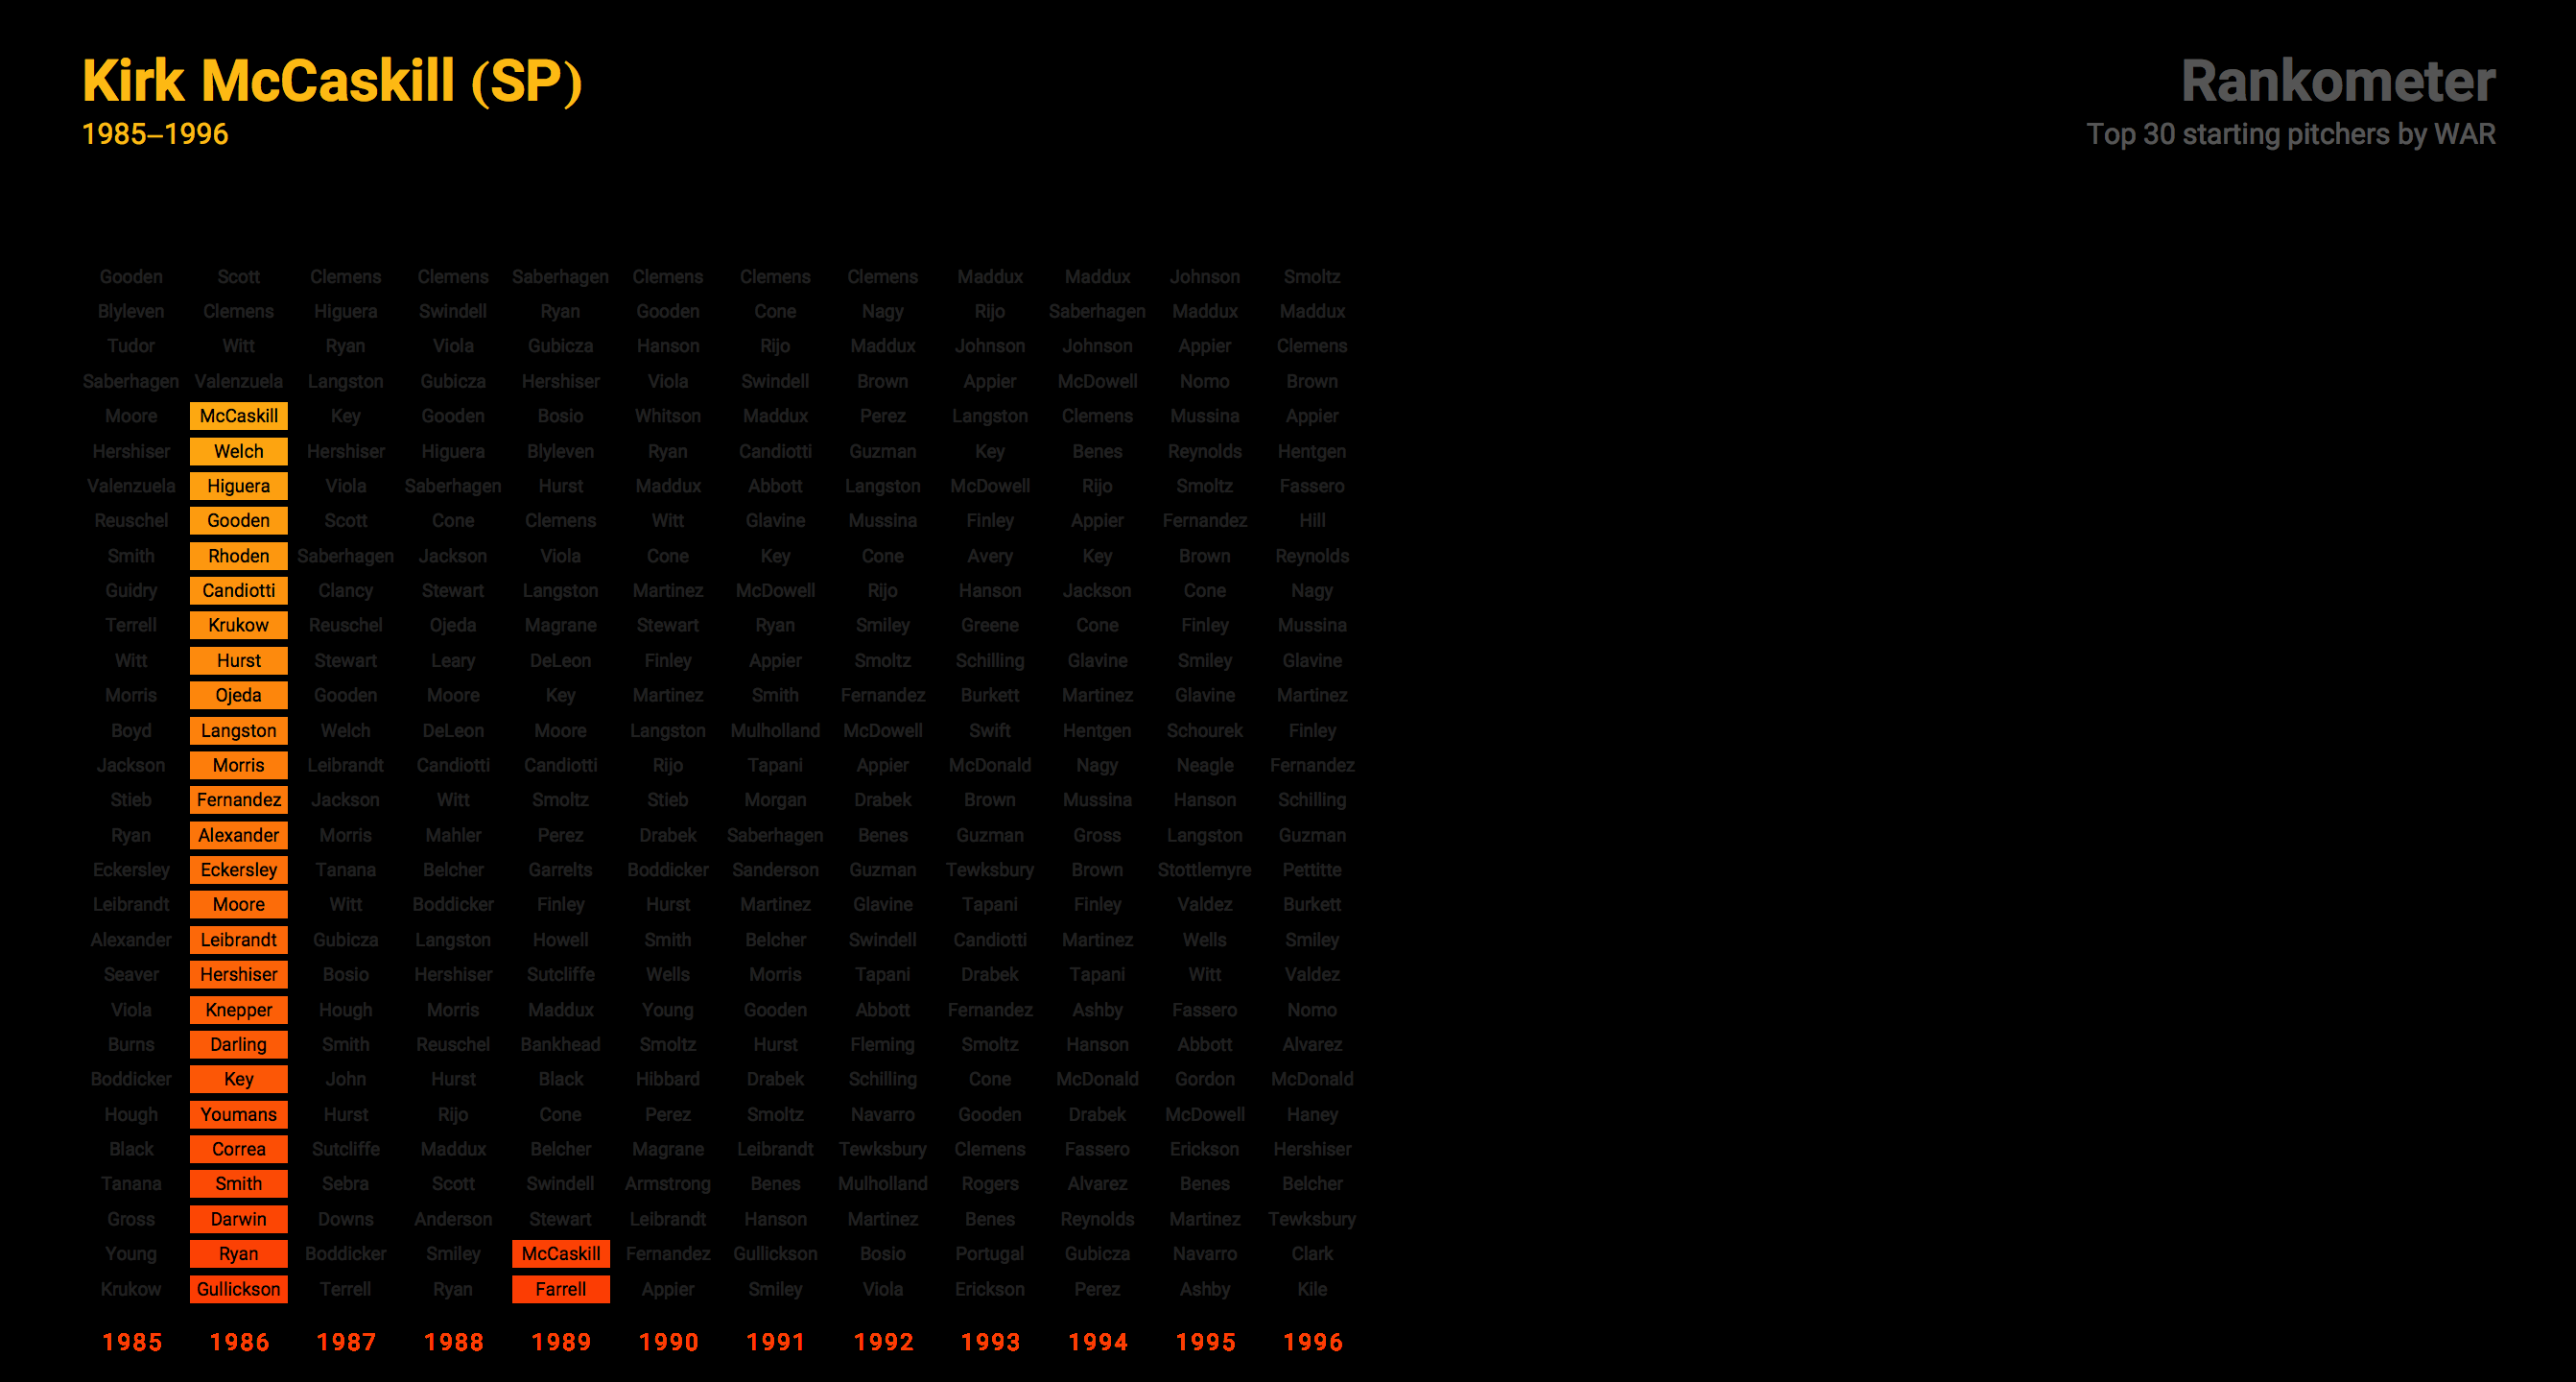 Kirk McCaskill (SP)
1985–1996
Rankometer
Top 30 starting pitchers by WAR
Gooden Scott Clemens Clemens Saberhagen Clemens Clemens Clemens Maddux Maddux Johnson Smoltz
Blyleven Clemens Higuera Swindell Ryan Gooden Cone Nagy Rijo Saberhagen Maddux Maddux
Tudor Witt Ryan Viola Gubicza Hanson Rijo Maddux Johnson Johnson Appier Clemens
Saberhagen Valenzuela Langston Gubicza Hershiser Viola Swindell Brown Appier McDowell Nomo Brown
Moore McCaskill Key Gooden Bosio Whitson Maddux Perez Langston Clemens Mussina Appier
Hershiser Welch Hershiser Higuera Blyleven Ryan Candiotti Guzman Key Benes Reynolds Hentgen
Valenzuela Higuera Viola Saberhagen Hurst Maddux Abbott Langston McDowell Rijo Smoltz Fassero
Reuschel Gooden Scott Cone Clemens Witt Glavine Mussina Finley Appier Fernandez Hill
Smith Rhoden Saberhagen Jackson Viola Cone Key Cone Avery Key Brown Reynolds
Guidry Candiotti Clancy Stewart Langston Martinez McDowell Rijo Hanson Jackson Cone Nagy
Terrell Krukow Reuschel Ojeda Magrane Stewart Ryan Smiley Greene Cone Finley Mussina
Witt Hurst Stewart Leary DeLeon Finley Appier Smoltz Schilling Glavine Smiley Glavine
Morris Ojeda Gooden Moore Key Martinez Smith Fernandez Burkett Martinez Glavine Martinez
Boyd Langston Welch DeLeon Moore Langston Mulholland McDowell Swift Hentgen Schourek Finley
Jackson Morris Leibrandt Candiotti Candiotti Rijo Tapani Appier McDonald Nagy Neagle Fernandez
Stieb Fernandez Jackson Witt Smoltz Stieb Morgan Drabek Brown Mussina Hanson Schilling
Ryan Alexander Morris Mahler Perez Drabek Saberhagen Benes Guzman Gross Langston Guzman
Eckersley Eckersley Tanana Belcher Garrelts Boddicker Sanderson Guzman Tewksbury Brown Stottlemyre Pettitte
Leibrandt Moore Witt Boddicker Finley Hurst Martinez Glavine Tapani Finley Valdez Burkett
Alexander Leibrandt Gubicza Langston Howell Smith Belcher Swindell Candiotti Martinez Wells Smiley
Seaver Hershiser Bosio Hershiser Sutcliffe Wells Morris Tapani Drabek Tapani Witt Valdez
Viola Knepper Hough Morris Maddux Young Gooden Abbott Fernandez Ashby Fassero Nomo
Burns Darling Smith Reuschel Bankhead Smoltz Hurst Fleming Smoltz Hanson Abbott Alvarez
Boddicker Key John Hurst Black Hibbard Drabek Schilling Cone McDonald Gordon McDonald
Hough Youmans Hurst Rijo Cone Perez Smoltz Navarro Gooden Drabek McDowell Haney
Black Correa Sutcliffe Maddux Belcher Magrane Leibrandt Tewksbury Clemens Fassero Erickson Hershiser
Tanana Smith Sebra Scott Swindell Armstrong Benes Mulholland Rogers Alvarez Benes Belcher
Gross Darwin Downs Anderson Stewart Leibrandt Hanson Martinez Benes Reynolds Martinez Tewksbury
Young Ryan Boddicker Smiley McCaskill Fernandez Gullickson Bosio Portugal Gubicza Navarro Clark
Krukow Gullickson Terrell Ryan Farrell Appier Smiley Viola Erickson Perez Ashby Kile
1985 1986 1987 1988 1989 1990 1991 1992 1993 1994 1995 1996